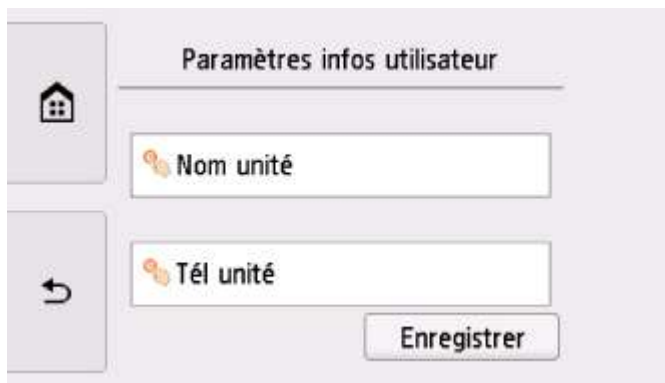 Paramètres infos utilisateur
Nom unité
Tél unité
Enregistrer